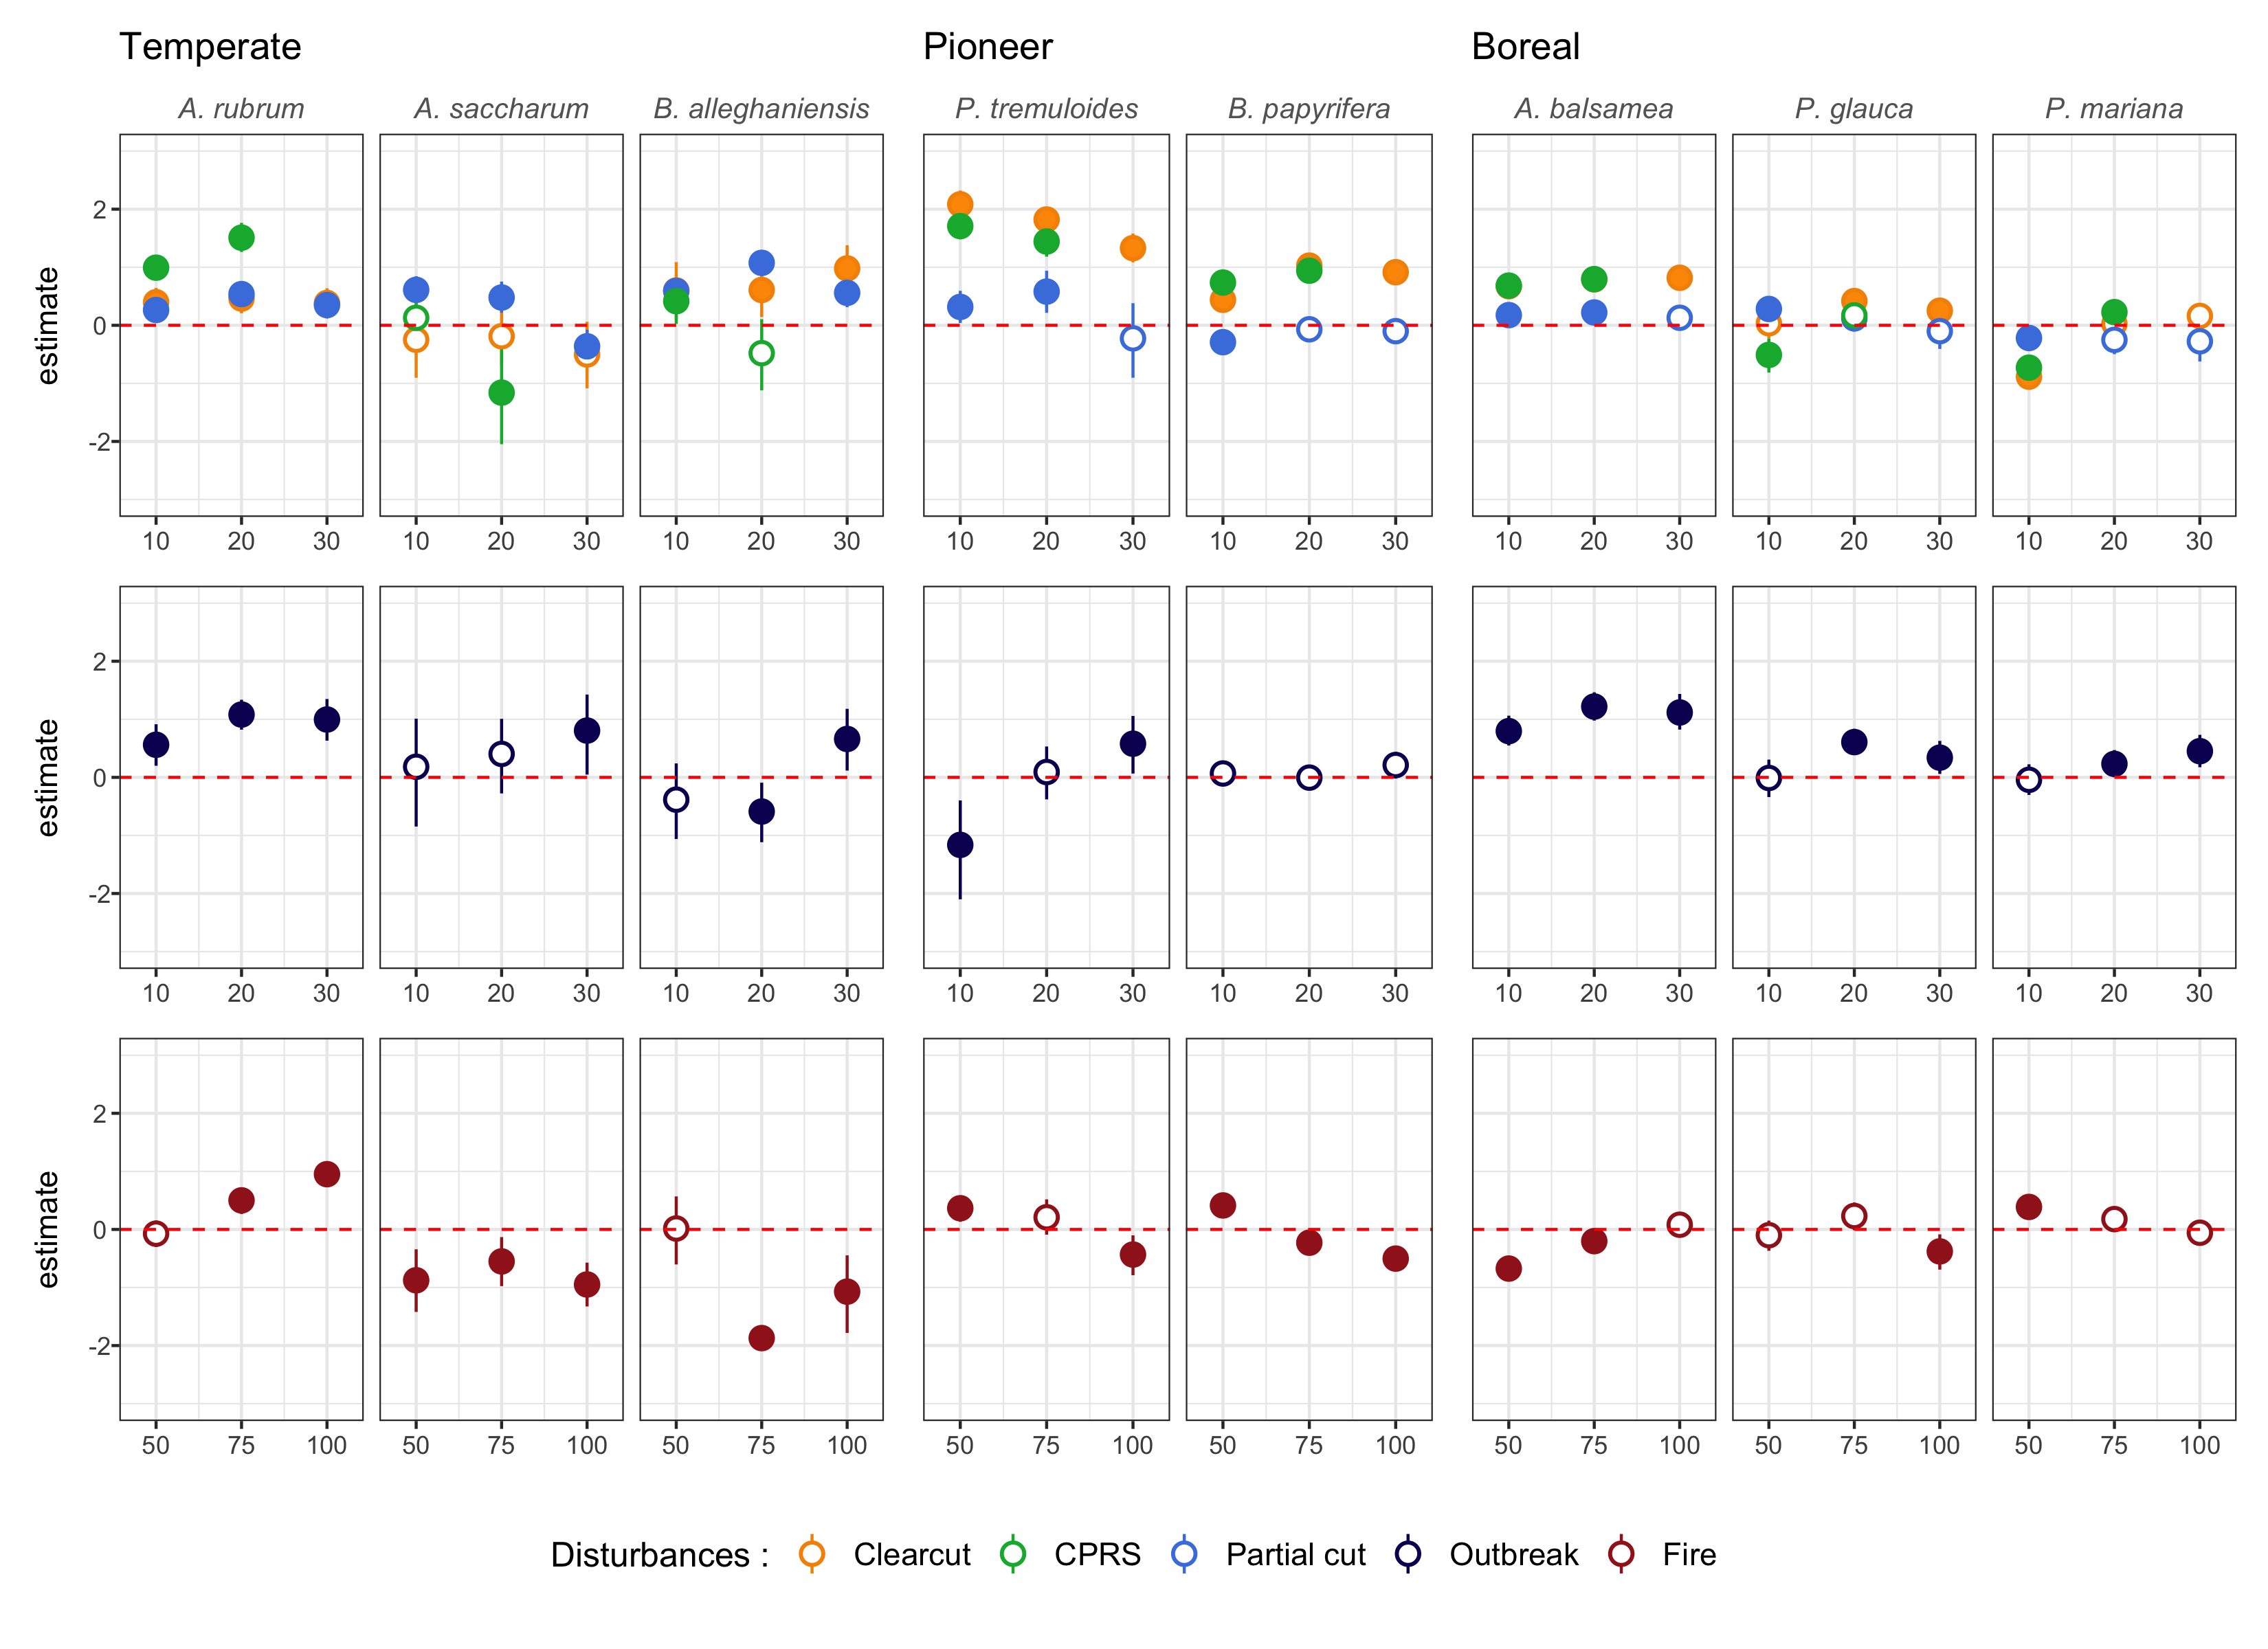 Temperate Pioneer Boreal
A. rubrum A. saccharum B. alleghaniensis P. tremuloides B. papyrifera A. balsamea P. glauca P. mariana
estimate
2
0
-2
10 20 30 10 20 30 10 20 30 10 20 30 10 20 30 10 20 30 10 20 30 10 20 30
estimate
2
0
-2
10 20 30 10 20 30 10 20 30 10 20 30 10 20 30 10 20 30 10 20 30 10 20 30
estimate
2
0
-2
50 75 100 50 75 100 50 75 100 50 75 100 50 75 100 50 75 100 50 75 100 50 75 100
Disturbances : Clearcut CPRS Partial cut Outbreak Fire